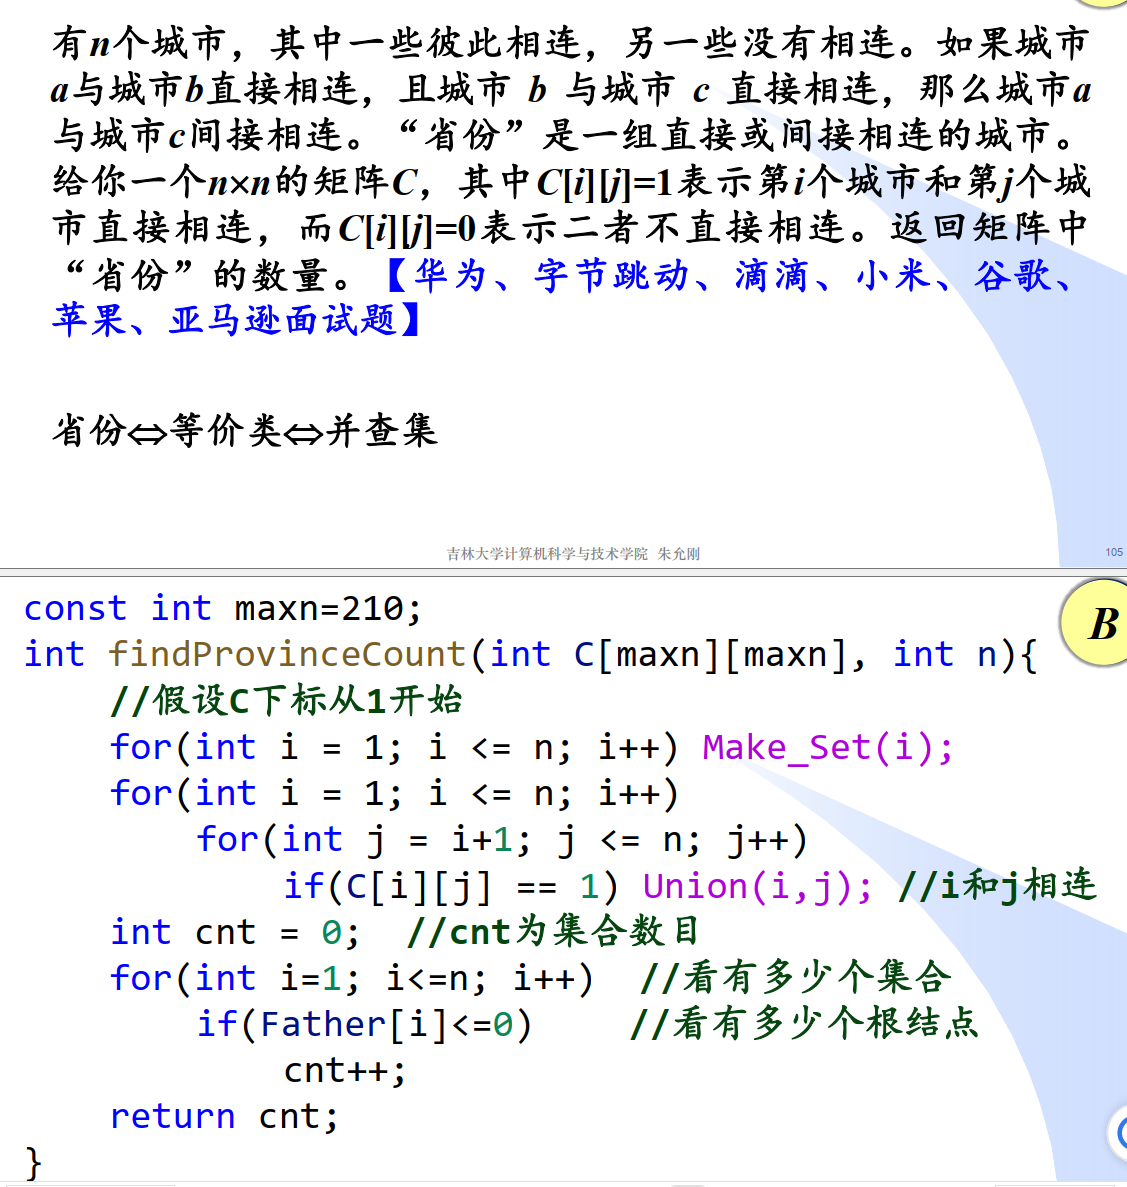 有n个城市，其中一些彼此相连，另一些没有相连。如果城市
a与城市b直接相连，且城市 b 与城市 c 直接相连，那么城市a
与城市c间接相连。“省份”是一组直接或间接相连的城市。
给你一个n×n的矩阵C，其中C[i][j]=1表示第i个城市和第j个城
市直接相连，而C[i][j]=0表示二者不直接相连。返回矩阵中
“省份”的数量。【华为、字节跳动、滴滴、小米、谷歌、
苹果、亚马逊面试题】
省份⇔等价类⇔并查集
吉林大学计算机科学与技术学院 朱允刚
105
B
const int maxn=210;
int findProvinceCount(int C[maxn][maxn], int n){
    //假设C下标从1开始
    for(int i = 1; i <= n; i++) Make_Set(i);
    for(int i = 1; i <= n; i++)
        for(int j = i+1; j <= n; j++)
            if(C[i][j] == 1) Union(i,j); //i和j相连
    int cnt = 0;  //cnt为集合数目
    for(int i=1; i<=n; i++)  //看有多少个集合
        if(Father[i]<=0)    //看有多少个根结点
            cnt++;
    return cnt;
}